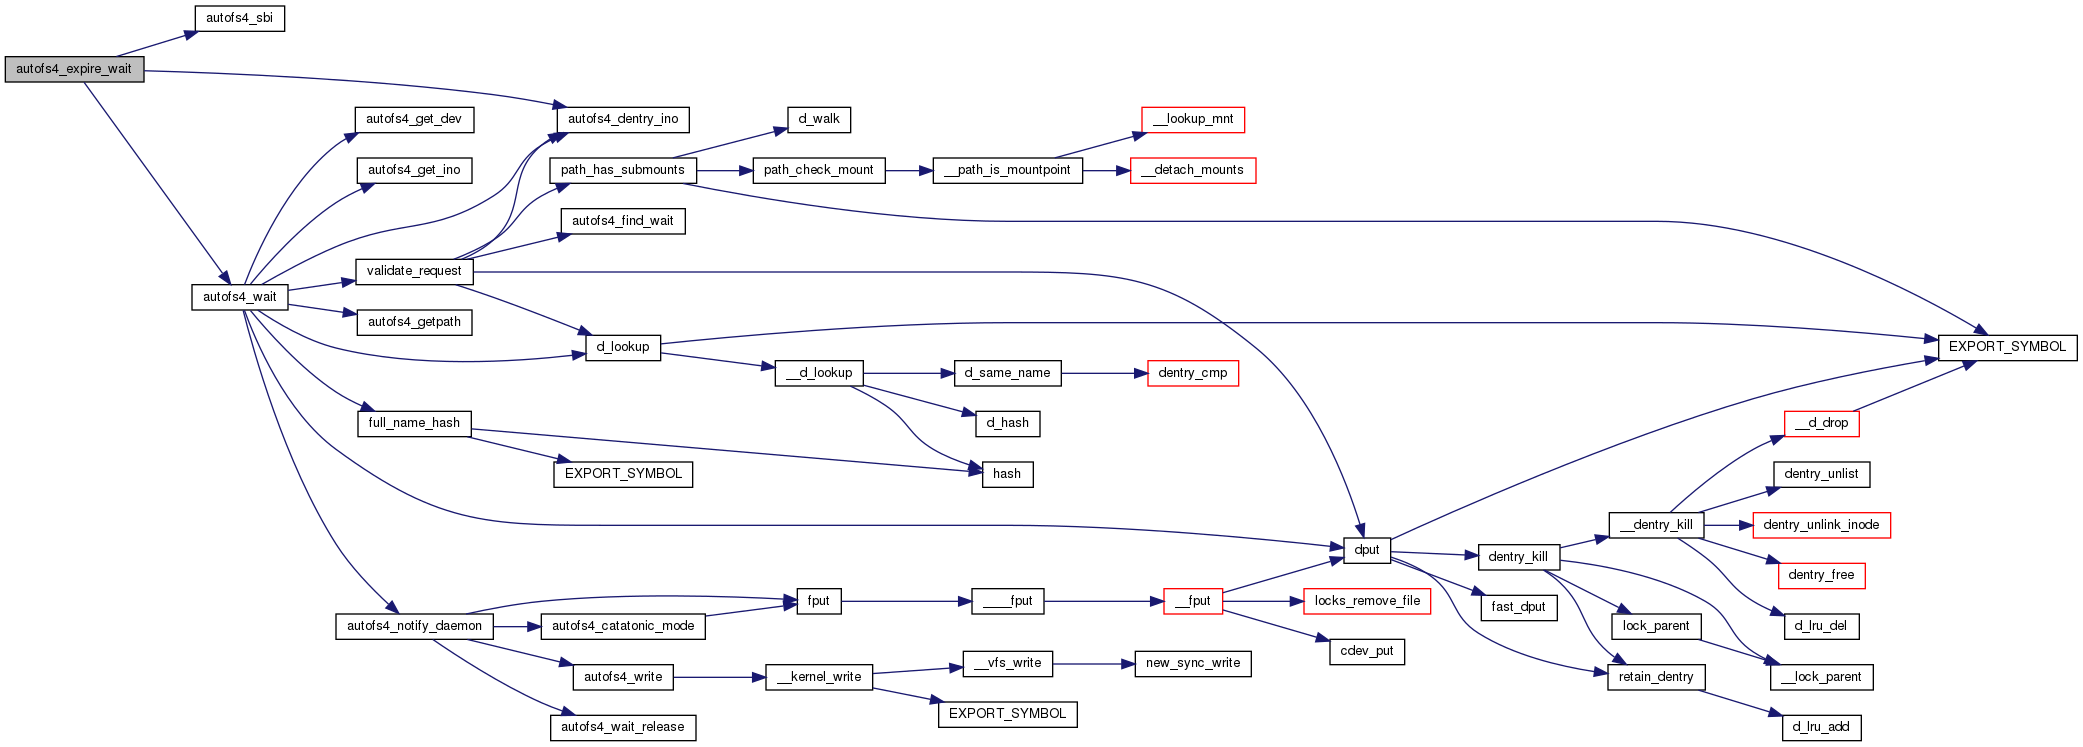 autofs4_sbi
autofs4_expire_wait
autofs4_get_dev
autofs4_dentry_ino
d_walk
__lookup_mnt
autofs4_get_ino
path_has_submounts
path_check_mount
__path_is_mountpoint
__detach_mounts
autofs4_find_wait
validate_request
autofs4_wait
autofs4_getpath
d_lookup
EXPORT_SYMBOL
__d_lookup
d_same_name
dentry_cmp
full_name_hash
d_hash
__d_drop
EXPORT_SYMBOL
hash
dentry_unlist
__dentry_kill
dentry_unlink_inode
dput
dentry_kill
dentry_free
fput
____fput
__fput
locks_remove_file
fast_dput
autofs4_notify_daemon
autofs4_catatonic_mode
lock_parent
d_lru_del
cdev_put
__vfs_write
new_sync_write
autofs4_write
__kernel_write
retain_dentry
__lock_parent
EXPORT_SYMBOL
autofs4_wait_release
d_lru_add